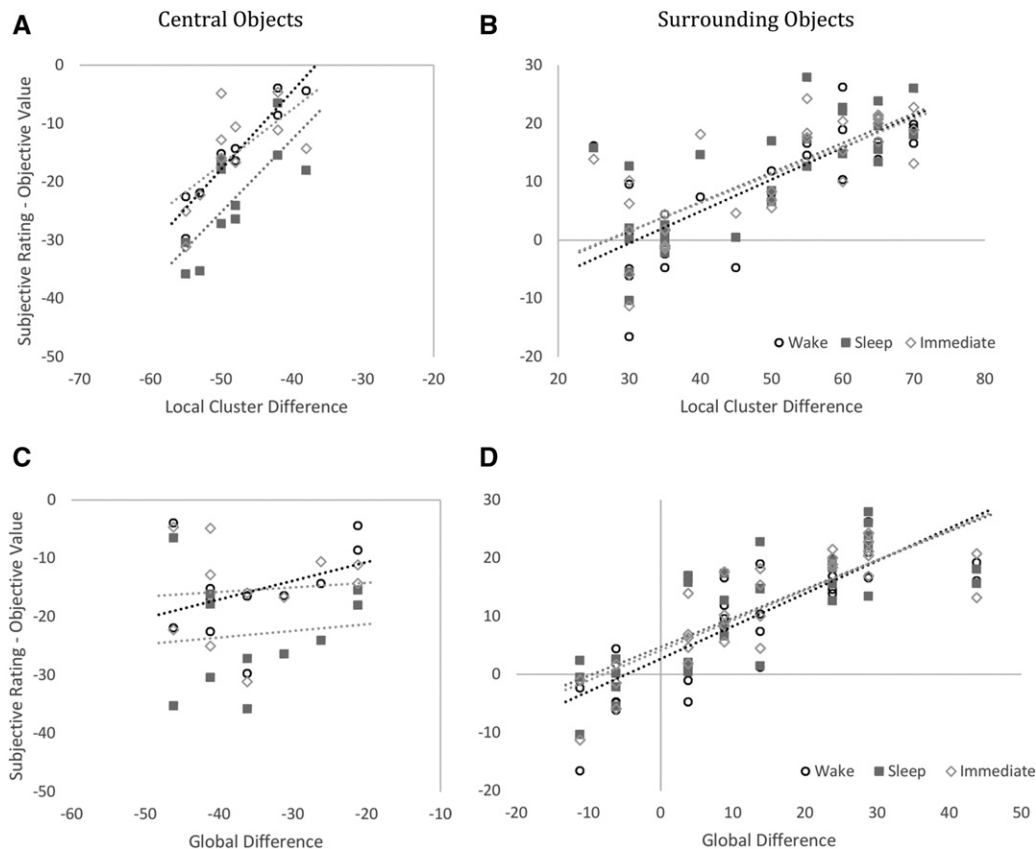 Central Objects
Surrounding Objects
A
B
Subjective Rating - Objective Value
0
-10
-20
-30
-40
-50
-70 -60 -50 -40 -30 -20
Local Cluster Difference
30
20
10
0
-10
-20
20 30 40 50 60 70 80
Local Cluster Difference
Wake Sleep Immediate
C
D
Subjective Rating - Objective Value
0
-10
-20
-30
-40
-50
-60 -50 -40 -30 -20 -10
Global Difference
30
20
10
0
-10
-20
-20 -10 0 10 20 30 40 50
Global Difference
Wake Sleep Immediate